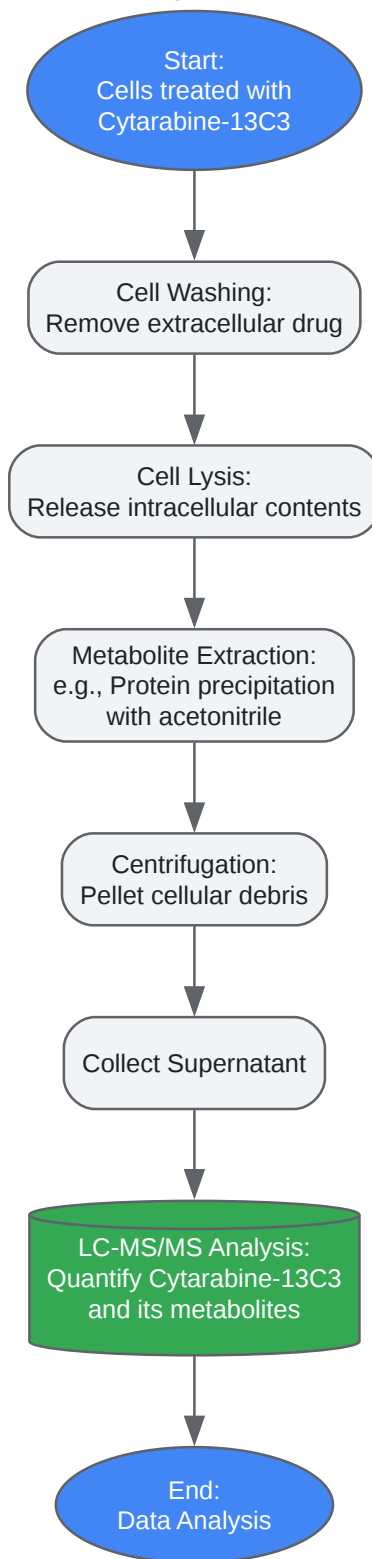 Start:
Cells treated with
Cytarabine-13C3
Cell Washing:
Remove extracellular drug
Cell Lysis:
Release intracellular contents
Metabolite Extraction:
e.g., Protein precipitation
with acetonitrile
Centrifugation:
Pellet cellular debris
Collect Supernatant
LC-MS/MS Analysis:
Quantify Cytarabine-13C3
and its metabolites
End:
Data Analysis